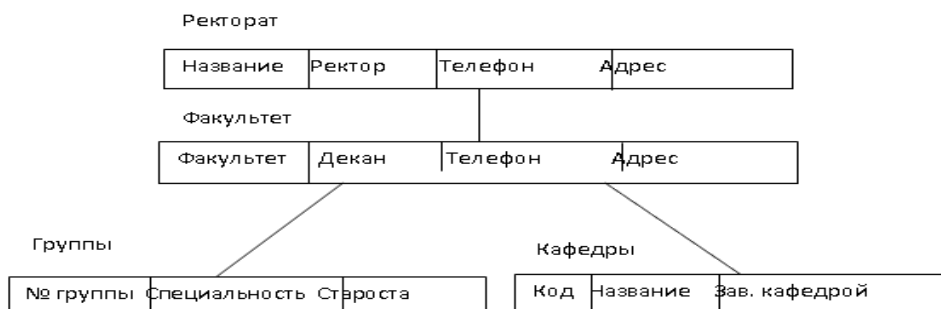 Ректорат
Название Ректор Телефон Адрес
Факультет
Факультет Декан Телефон Адрес
Группы
Кафедры
№ группы Специальность Староста
Код Название Зав. кафедрой